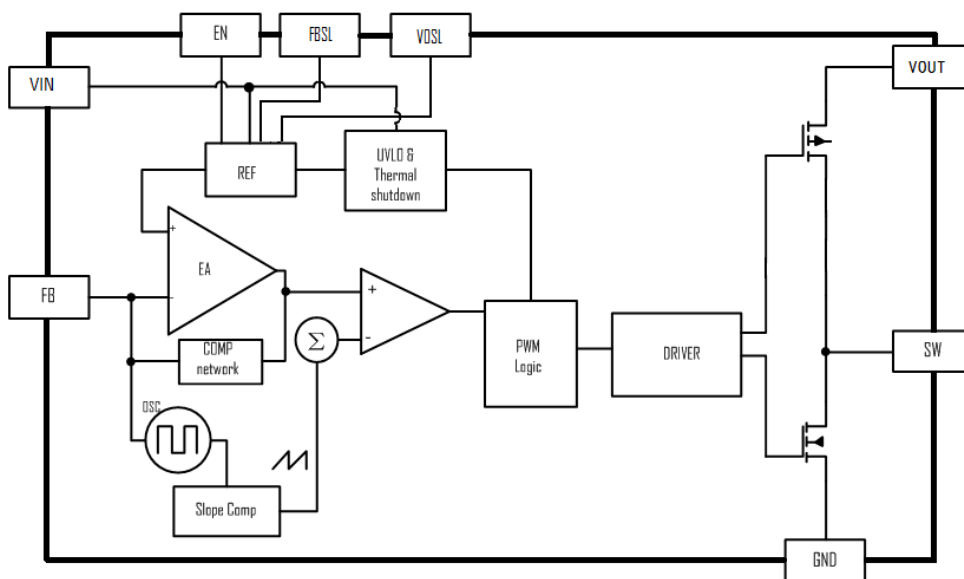 EN
FBSL
VOSL
VIN
VOUT
REF
UVLO &
Thermal
shutdown
+
EA
-
FB
+
-
Σ
COMP
network
PWM
Logic
DRIVER
SW
OSC
Slope Comp
GND